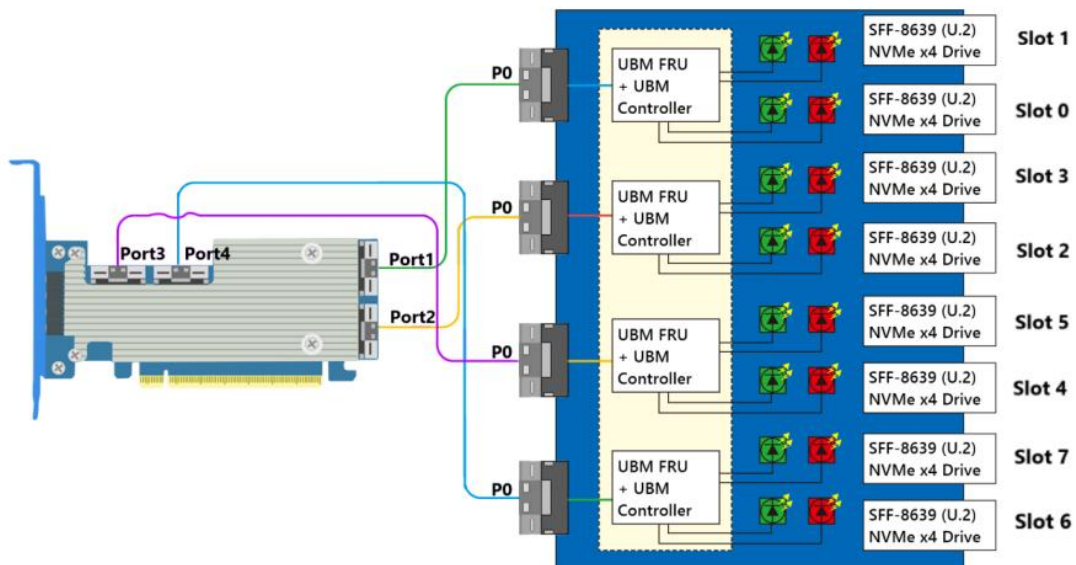 SFF-8639 (U.2)
NVMe x4 Drive
Slot 1
P0
UBM FRU
+ UBM
Controller
SFF-8639 (U.2)
NVMe x4 Drive
Slot 0
SFF-8639 (U.2)
NVMe x4 Drive
Slot 3
P0
UBM FRU
+ UBM
Controller
SFF-8639 (U.2)
NVMe x4 Drive
Slot 2
Port3
Port4
Port1
Port2
SFF-8639 (U.2)
NVMe x4 Drive
Slot 5
P0
UBM FRU
+ UBM
Controller
SFF-8639 (U.2)
NVMe x4 Drive
Slot 4
SFF-8639 (U.2)
NVMe x4 Drive
Slot 7
P0
UBM FRU
+ UBM
Controller
SFF-8639 (U.2)
NVMe x4 Drive
Slot 6